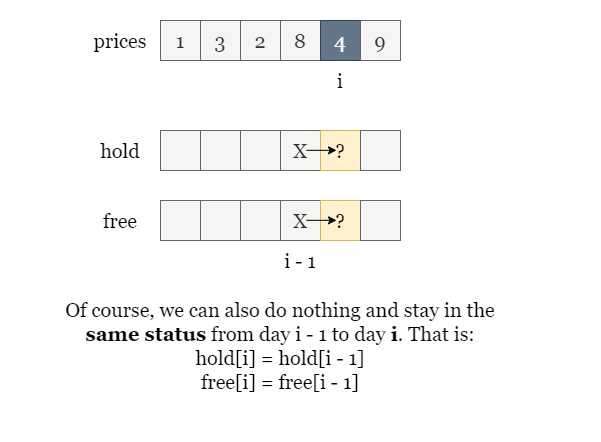 prices 1 3 2 8 4 9
i
hold X ?
free X ?
i - 1
Of course, we can also do nothing and stay in the
same status from day i - 1 to day i. That is:
hold[i] = hold[i - 1]
free[i] = free[i - 1]